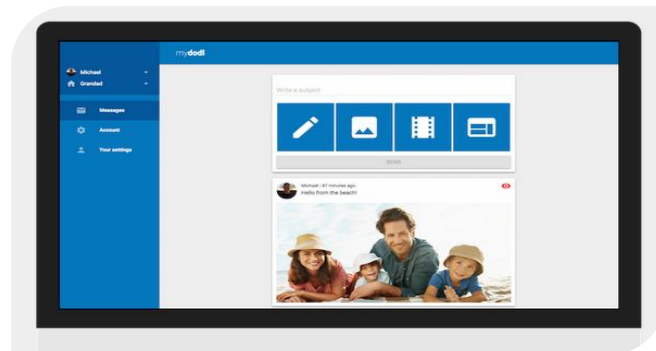 mydodl
Michael
Grandad
Messages
Account
Your settings
Write a subject
SEND
Michael | 47 minutes ago
Hello from the beach!